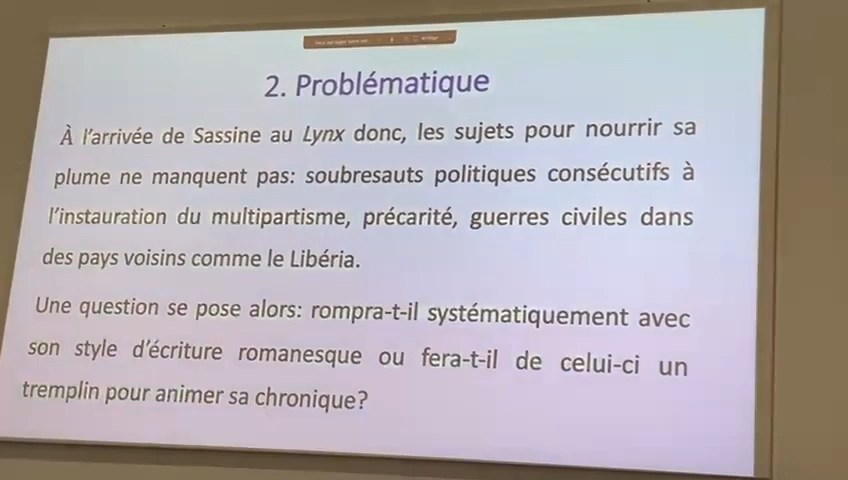 2. Problématique
À l'arrivée de Sassine au Lynx donc, les sujets pour nourrir sa
plume ne manquent pas: soubresauts politiques consécutifs à
l'instauration du multipartisme, précarité, guerres civiles dans
des pays voisins comme le Libéria.
Une question se pose alors: rompra-t-il systématiquement avec
son style d'écriture romanesque ou fera-t-il de celui-ci un
tremplin pour animer sa chronique?